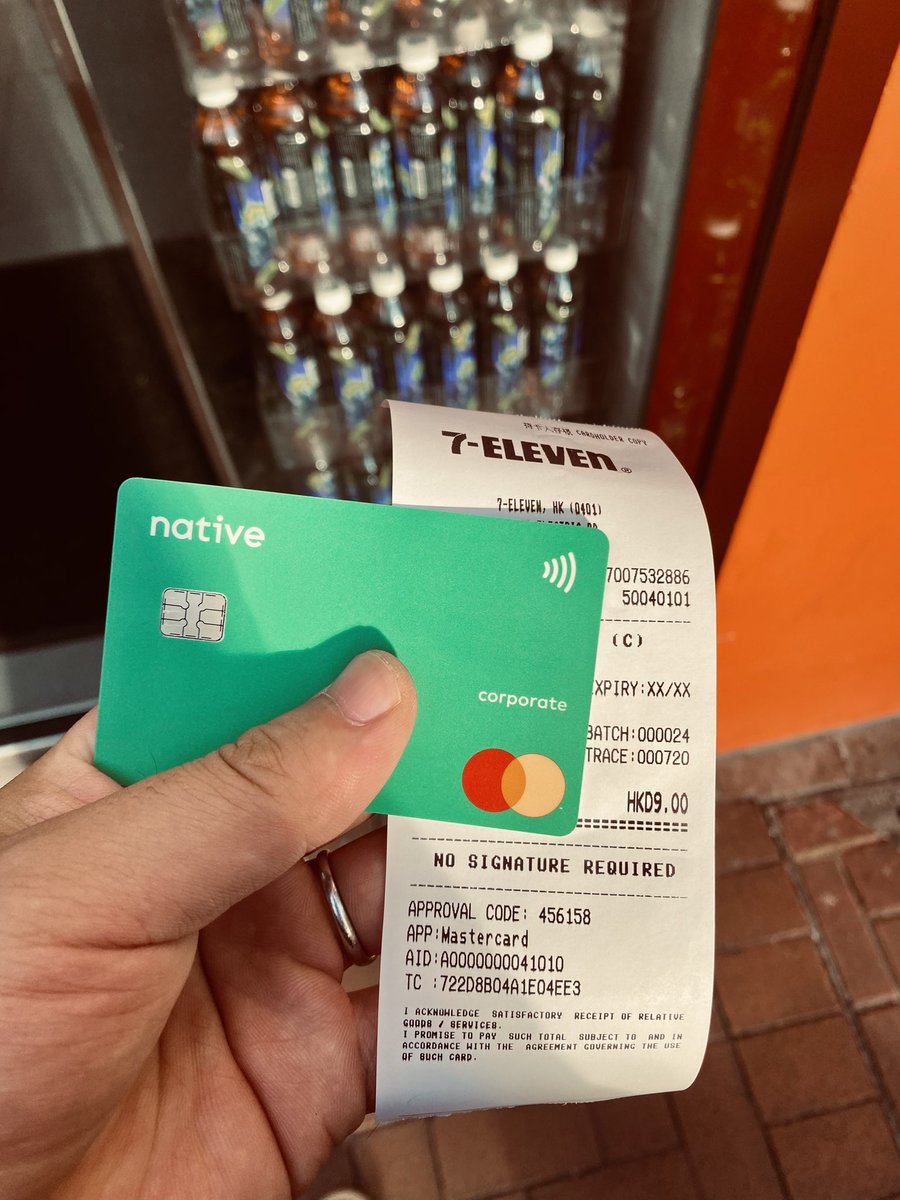 持卡人存根 CARDHOLDER COPY
7-ELEVEN®
7-ELEVEN, HK (0401)
native
7007532886
50040101
(C)
EXPIRY:XX/XX
corporate
BATCH:000024
TRACE:000720
HKD9.00
NO SIGNATURE REQUIRED
APPROVAL CODE: 456158
APP:Mastercard
AID:A0000000041010
TC :722D8B04A1E04EE3
I ACKNOWLEDGE SATISFACTORY RECEIPT OF RELATIVE
GOODS / SERVICES.
I PROMISE TO PAY SUCH TOTAL SUBJECT TO AND IN
ACCORDANCE WITH THE AGREEMENT GOVERNING THE USE
OF SUCH CARD.